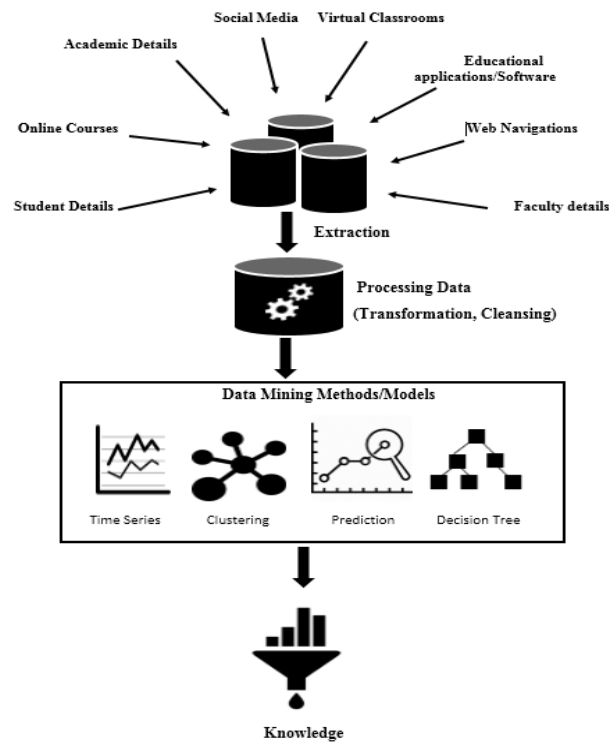 Social Media
Virtual Classrooms
Academic Details
Educational
applications/Software
Online Courses
Web Navigations
Student Details
Faculty details
Extraction
Processing Data
(Transformation, Cleansing)
Data Mining Methods/Models
Time Series
Clustering
Prediction
Decision Tree
Knowledge